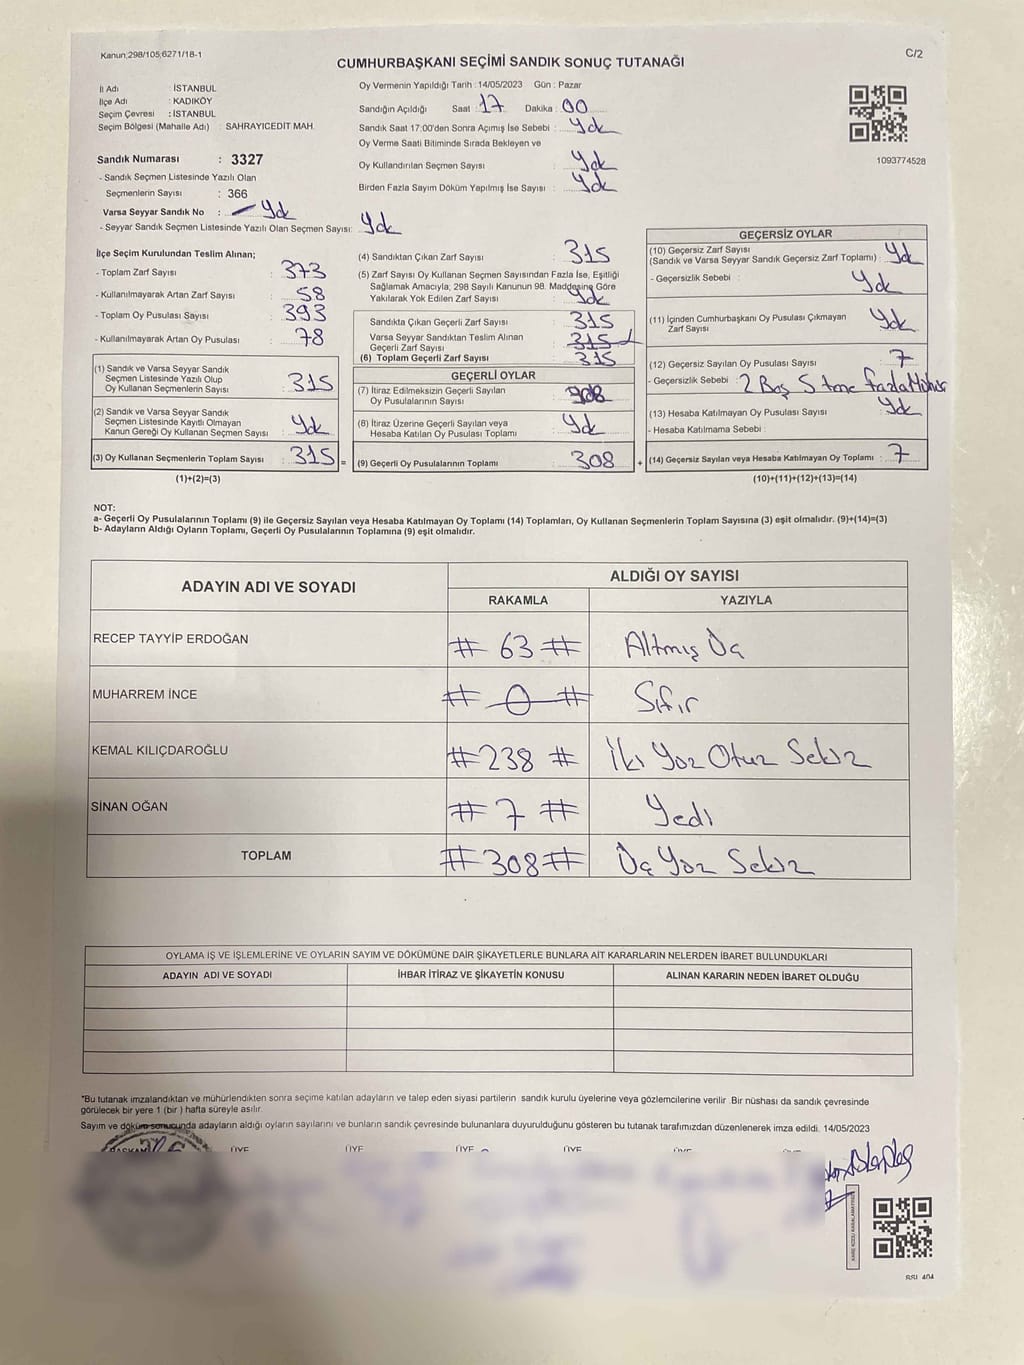 Kanun;298/105;6271/18-1
C/2
CUMHURBAŞKANI SEÇİMİ SANDIK SONUÇ TUTANAĞI
İl Adı : İSTANBUL
İlçe Adı : KADIKÖY
Seçim Çevresi : İSTANBUL
Seçim Bölgesi (Mahalle Adı) : SAHRAYICEDİT MAH.
Sandık Numarası : 3327
- Sandık Seçmen Listesinde Yazılı Olan
Seçmenlerin Sayısı : 366
Varsa Seyyar Sandık No : Yok
- Seyyar Sandık Seçmen Listesinde Yazılı Olan Seçmen Sayısı: Yok
Oy Vermenin Yapıldığı Tarih : 14/05/2023 Gün : Pazar
Sandığın Açıldığı Saat : 17 Dakika : 00
Sandık Saat 17:00'den Sonra Açımış İse Sebebi : Yok
Oy Verme Saati Bitiminde Sırada Bekleyen ve
Oy Kullandırılan Seçmen Sayısı : Yok
Birden Fazla Sayım Döküm Yapılmış İse Sayısı : Yok
1093774528
İlçe Seçim Kurulundan Teslim Alınan;
- Toplam Zarf Sayısı : 373
- Kullanılmayarak Artan Zarf Sayısı : 58
- Toplam Oy Pusulası Sayısı : 393
- Kullanılmayarak Artan Oy Pusulası : 78
(1) Sandık ve Varsa Seyyar Sandık
Seçmen Listesinde Yazılı Olup
Oy Kullanan Seçmenlerin Sayısı : 315
(2) Sandık ve Varsa Seyyar Sandık
Seçmen Listesinde Kayıtlı Olmayan
Kanun Gereği Oy Kullanan Seçmen Sayısı : Yok
(3) Oy Kullanan Seçmenlerin Toplam Sayısı : 315 =
(1)+(2)=(3)
(4) Sandıktan Çıkan Zarf Sayısı : 315
(5) Zarf Sayısı Oy Kullanan Seçmen Sayısından Fazla İse, Eşitliği
Sağlamak Amacıyla, 298 Sayılı Kanunun 98. Maddesine Göre
Yakılarak Yok Edilen Zarf Sayısı : Yok
Sandıkta Çıkan Geçerli Zarf Sayısı : 315
Varsa Seyyar Sandıktan Teslim Alınan
Geçerli Zarf Sayısı : 315
(6) Toplam Geçerli Zarf Sayısı : 315
GEÇERLİ OYLAR
(7) İtiraz Edilmeksizin Geçerli Sayılan
Oy Pusulalarının Sayısı : 308
(8) İtiraz Üzerine Geçerli Sayılan veya
Hesaba Katılan Oy Pusulası Toplamı : Yok
(9) Geçerli Oy Pusulalarının Toplamı : 308 +
GEÇERSİZ OYLAR
(10) Geçersiz Zarf Sayısı : Yok
(Sandık ve Varsa Seyyar Sandık Geçersiz Zarf Toplamı)
- Geçersizlik Sebebi : Yok
(11) İçinden Cumhurbaşkanı Oy Pusulası Çıkmayan
Zarf Sayısı : Yok
(12) Geçersiz Sayılan Oy Pusulası Sayısı : 7
- Geçersizlik Sebebi : 2 Boş 5 tane fazla Mühür
(13) Hesaba Katılmayan Oy Pusulası Sayısı : Yok
- Hesaba Katılmama Sebebi :
(14) Geçersiz Sayılan veya Hesaba Katılmayan Oy Toplamı : 7
(10)+(11)+(12)+(13)=(14)
NOT:
a- Geçerli Oy Pusulalarının Toplamı (9) ile Geçersiz Sayılan veya Hesaba Katılmayan Oy Toplamı (14) Toplamları, Oy Kullanan Seçmenlerin Toplam Sayısına (3) eşit olmalıdır. (9)+(14)=(3)
b- Adayların Aldığı Oyların Toplamı, Geçerli Oy Pusulalarının Toplamına (9) eşit olmalıdır.
ADAYIN ADI VE SOYADI
ALDIĞI OY SAYISI
RAKAMLA YAZIYLA
RECEP TAYYİP ERDOĞAN # 63 # Altmış Üç
MUHARREM İNCE # 0 # Sıfır
KEMAL KILIÇDAROĞLU # 238 # İki Yüz Otuz Sekiz
SİNAN OĞAN # 7 # Yedi
TOPLAM # 308 # Üç Yüz Sekiz
OYLAMA İŞ VE İŞLEMLERİNE VE OYLARIN SAYIM VE DÖKÜMÜNE DAİR ŞİKAYETLERLE BUNLARA AİT KARARLARIN NELERDEN İBARET BULUNDUKLARI
ADAYIN ADI VE SOYADI İHBAR İTİRAZ VE ŞİKAYETİN KONUSU ALINAN KARARIN NEDEN İBARET OLDUĞU
*Bu tutanak imzalandıktan ve mühürlendikten sonra seçime katılan adayların ve talep eden siyasi partilerin sandık kurulu üyelerine veya gözlemcilerine verilir. Bir nüshası da sandık çevresinde
görülecek bir yere 1 (bir ) hafta süreyle asılır.
Sayım ve döküm sonucunda adayların aldığı oyların sayılarını ve bunların sandık çevresinde bulunanlara duyurulduğunu gösteren bu tutanak tarafımızdan düzenlenerek imza edildi. 14/05/2023
BAŞKAN ÜYE ÜYE ÜYE ÜYE ÜYE